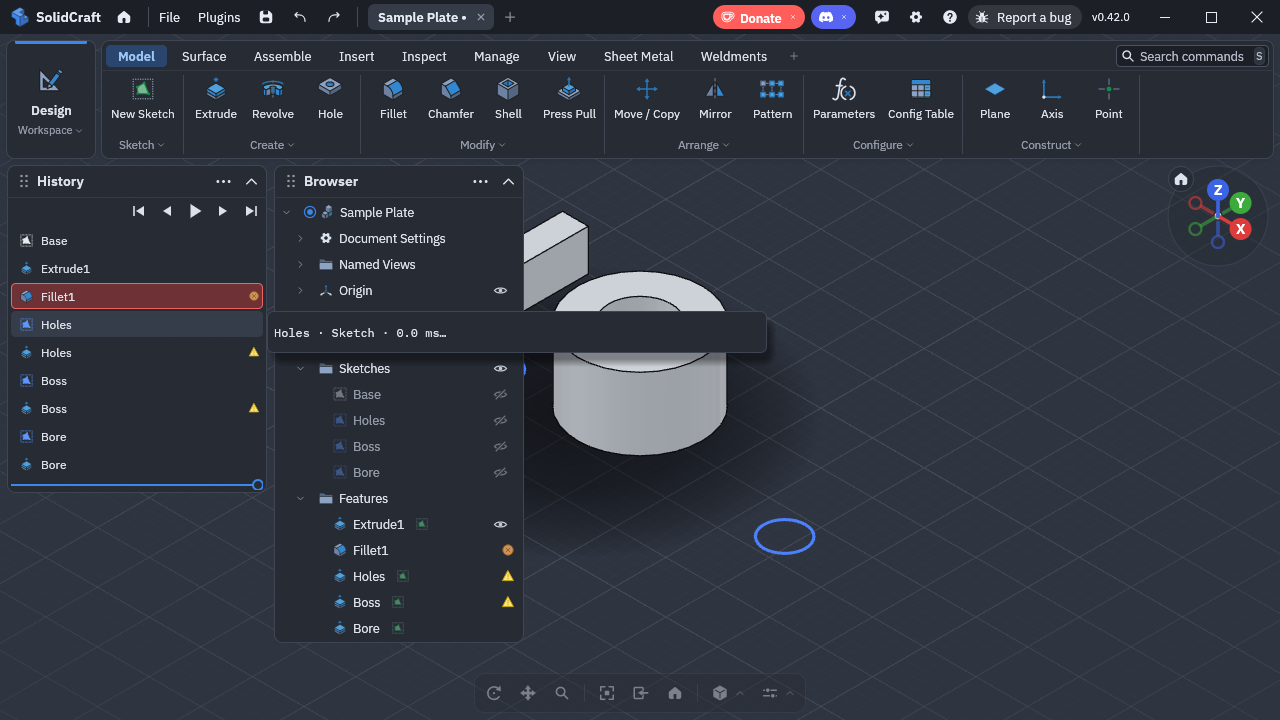 SolidCraft
File
Plugins
Sample Plate •
Donate
Report a bug
v0.42.0
Design
Workspace
Model
Surface
Assemble
Insert
Inspect
Manage
View
Sheet Metal
Weldments
Search commands
S
New Sketch
Extrude
Revolve
Hole
Fillet
Chamfer
Shell
Press Pull
Move / Copy
Mirror
Pattern
Parameters
Config Table
Plane
Axis
Point
Sketch
Create
Modify
Arrange
Configure
Construct
History
Base
Extrude1
Fillet1
Holes
Holes
Boss
Boss
Bore
Bore
Browser
Sample Plate
Document Settings
Named Views
Origin
Holes · Sketch · 0.0 ms…
Sketches
Base
Holes
Boss
Bore
Features
Extrude1
Fillet1
Holes
Boss
Bore
Z
Y
X